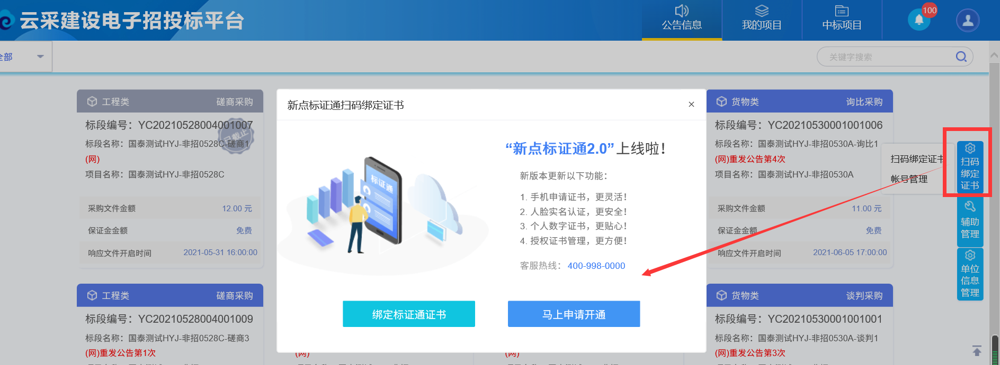 云采建设电子招投标平台
公告信息
我的项目
中标项目
100
全部
关键字搜索
工程类 磋商采购
标段编号：YC20210528004001007
标段名称：国泰测试HYJ-非招0528C-磋商1
(网)
项目名称：国泰测试HYJ-非招0528C
已截止
采购文件金额 12.00 元
保证金金额 免费
响应文件开启时间 2021-05-31 16:00:00
工程类 磋商采购
标段编号：YC20210528004001009
标段名称：国泰测试HYJ-非招0528C-磋商3
(网)重发公告第1次
新点标证通扫码绑定证书
×
标证通
“新点标证通2.0”上线啦！
新版本更新以下功能：
1. 手机申请证书，更灵活！
2. 人脸实名认证，更安全！
3. 个人数字证书，更贴心！
4. 授权证书管理，更方便！
客服热线： 400-998-0000
绑定标证通证书
马上申请开通
(网)
(网)
货物类 询比采购
标段编号：YC20210530001001006
标段名称：国泰测试HYJ-非招0530A-询比1
(网)重发公告第4次
项目名称：国泰测试HYJ-非招0530A
采购文件金额 11.00 元
保证金金额 免费
响应文件开启时间 2021-06-05 17:00:00
货物类 谈判采购
标段编号：YC20210530001001001
标段名称：国泰测试HYJ-非招0530A-谈判1
(网)重发公告第3次
扫码绑定证书
帐号管理
扫码
绑定
证书
辅助
管理
单位
信息
管理